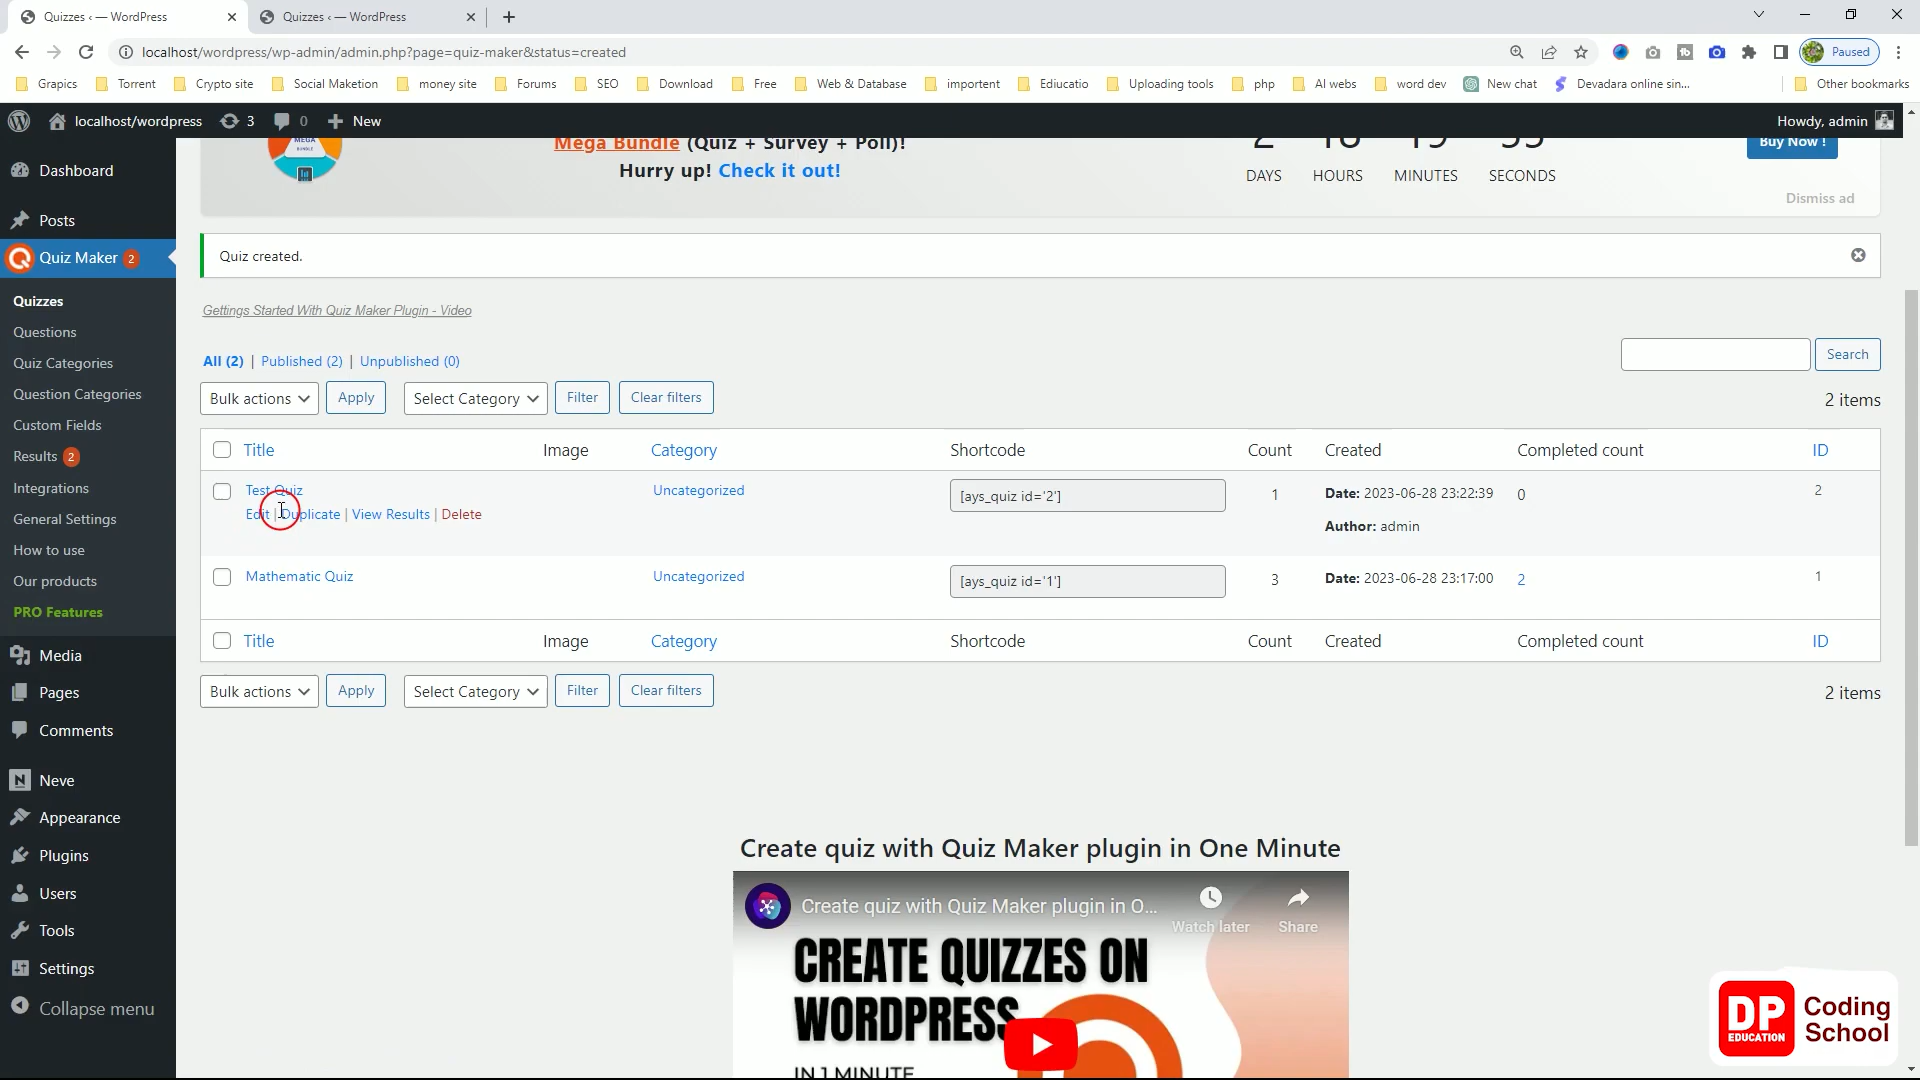 Quizzes ‹ — WordPress
Quizzes ‹ — WordPress
localhost/wordpress/wp-admin/admin.php?page=quiz-maker&status=created
Paused
Grapics
Torrent
Crypto site
Social Maketion
money site
Forums
SEO
Download
Free
Web & Database
importent
Eduicatio
Uploading tools
php
AI webs
word dev
New chat
Devadara online sin...
Other bookmarks
localhost/wordpress
3
0
New
Howdy, admin
Dashboard
Posts
Quiz Maker 2
Quizzes
Questions
Quiz Categories
Question Categories
Custom Fields
Results 2
Integrations
General Settings
How to use
Our products
PRO Features
Media
Pages
Comments
Neve
Appearance
Plugins
Users
Tools
Settings
Collapse menu
MEGA
BUNDLE
Mega Bundle (Quiz + Survey + Poll)!
Hurry up! Check it out!
DAYS
HOURS
MINUTES
SECONDS
Buy Now !
Dismiss ad
Quiz created.
Gettings Started With Quiz Maker Plugin - Video
All (2) | Published (2) | Unpublished (0)
Search
Bulk actions
Apply
Select Category
Filter
Clear filters
2 items
Title Image Category Shortcode Count Created Completed count ID
Test Quiz Uncategorized [ays_quiz id='2'] 1 Date: 2023-06-28 23:22:39 0 2
Edit | Duplicate | View Results | Delete
Author: admin
Mathematic Quiz Uncategorized [ays_quiz id='1'] 3 Date: 2023-06-28 23:17:00 2 1
Title Image Category Shortcode Count Created Completed count ID
Bulk actions
Apply
Select Category
Filter
Clear filters
2 items
Create quiz with Quiz Maker plugin in One Minute
Create quiz with Quiz Maker plugin in O...
Watch later
Share
CREATE QUIZZES ON
WORDPRESS
IN 1 MINUTE
DP
EDUCATION
Coding
School